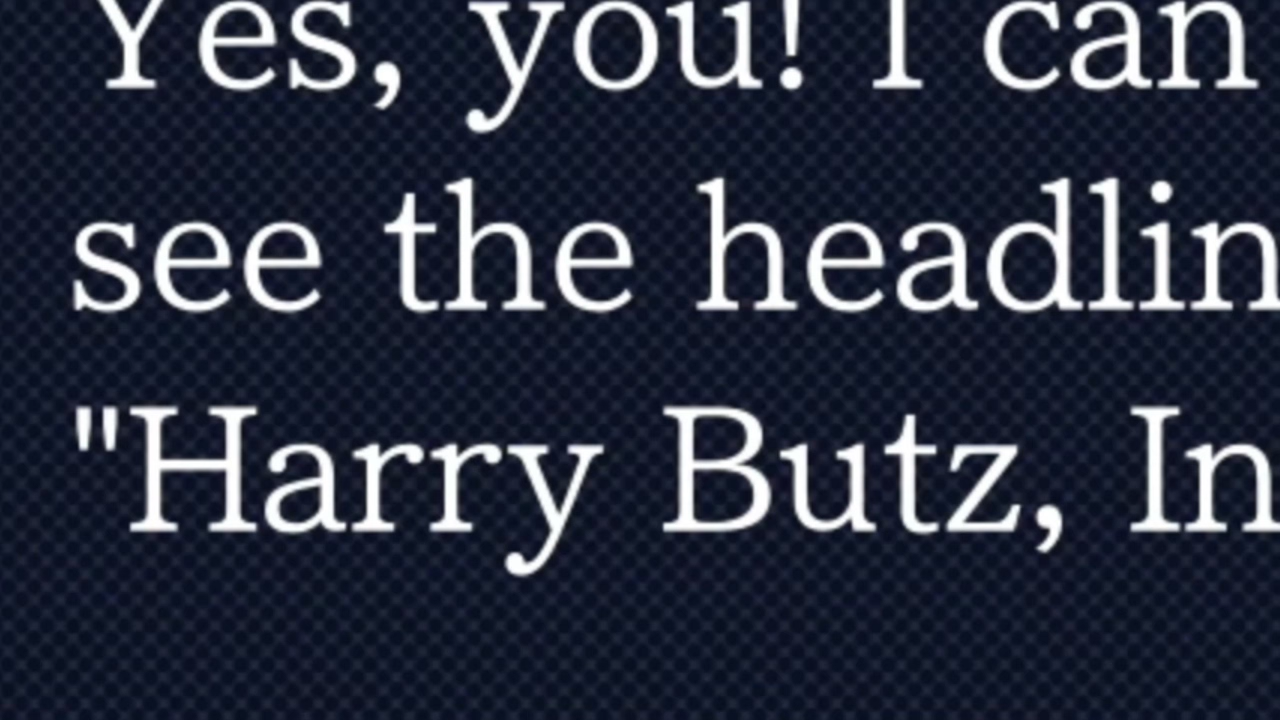 Yes, you! I can
see the headlin
"Harry Butz, In